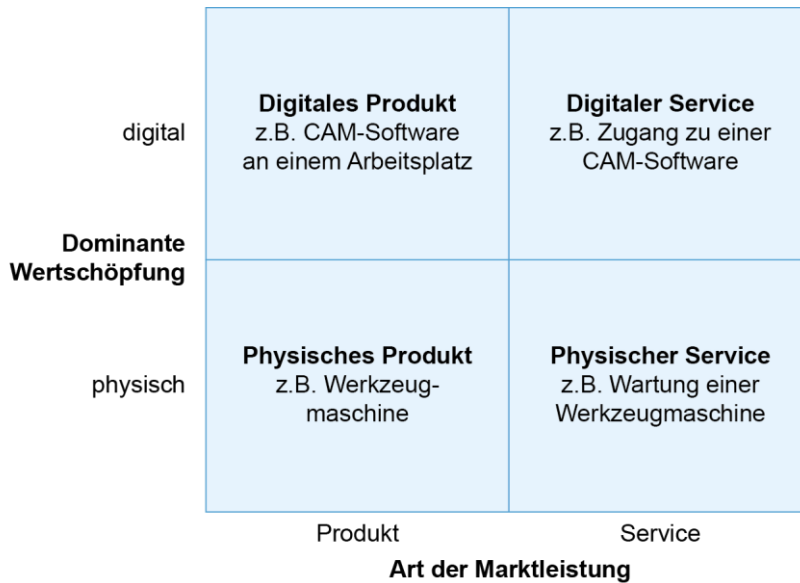 digital
Digitales Produkt
z.B. CAM-Software
an einem Arbeitsplatz
Digitaler Service
z.B. Zugang zu einer
CAM-Software
Dominante
Wertschöpfung
physisch
Physisches Produkt
z.B. Werkzeug-
maschine
Physischer Service
z.B. Wartung einer
Werkzeugmaschine
Produkt
Service
Art der Marktleistung